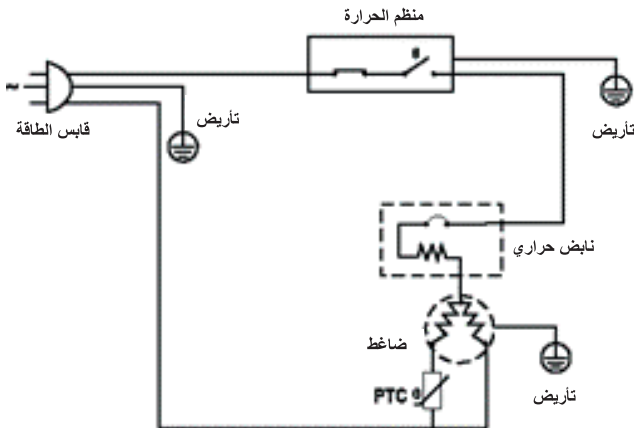 منظم الحرارة
~
θ
تأريض
قابس الطاقة
تأريض
نابض حراري
ضاغط
PTC θ
تأريض